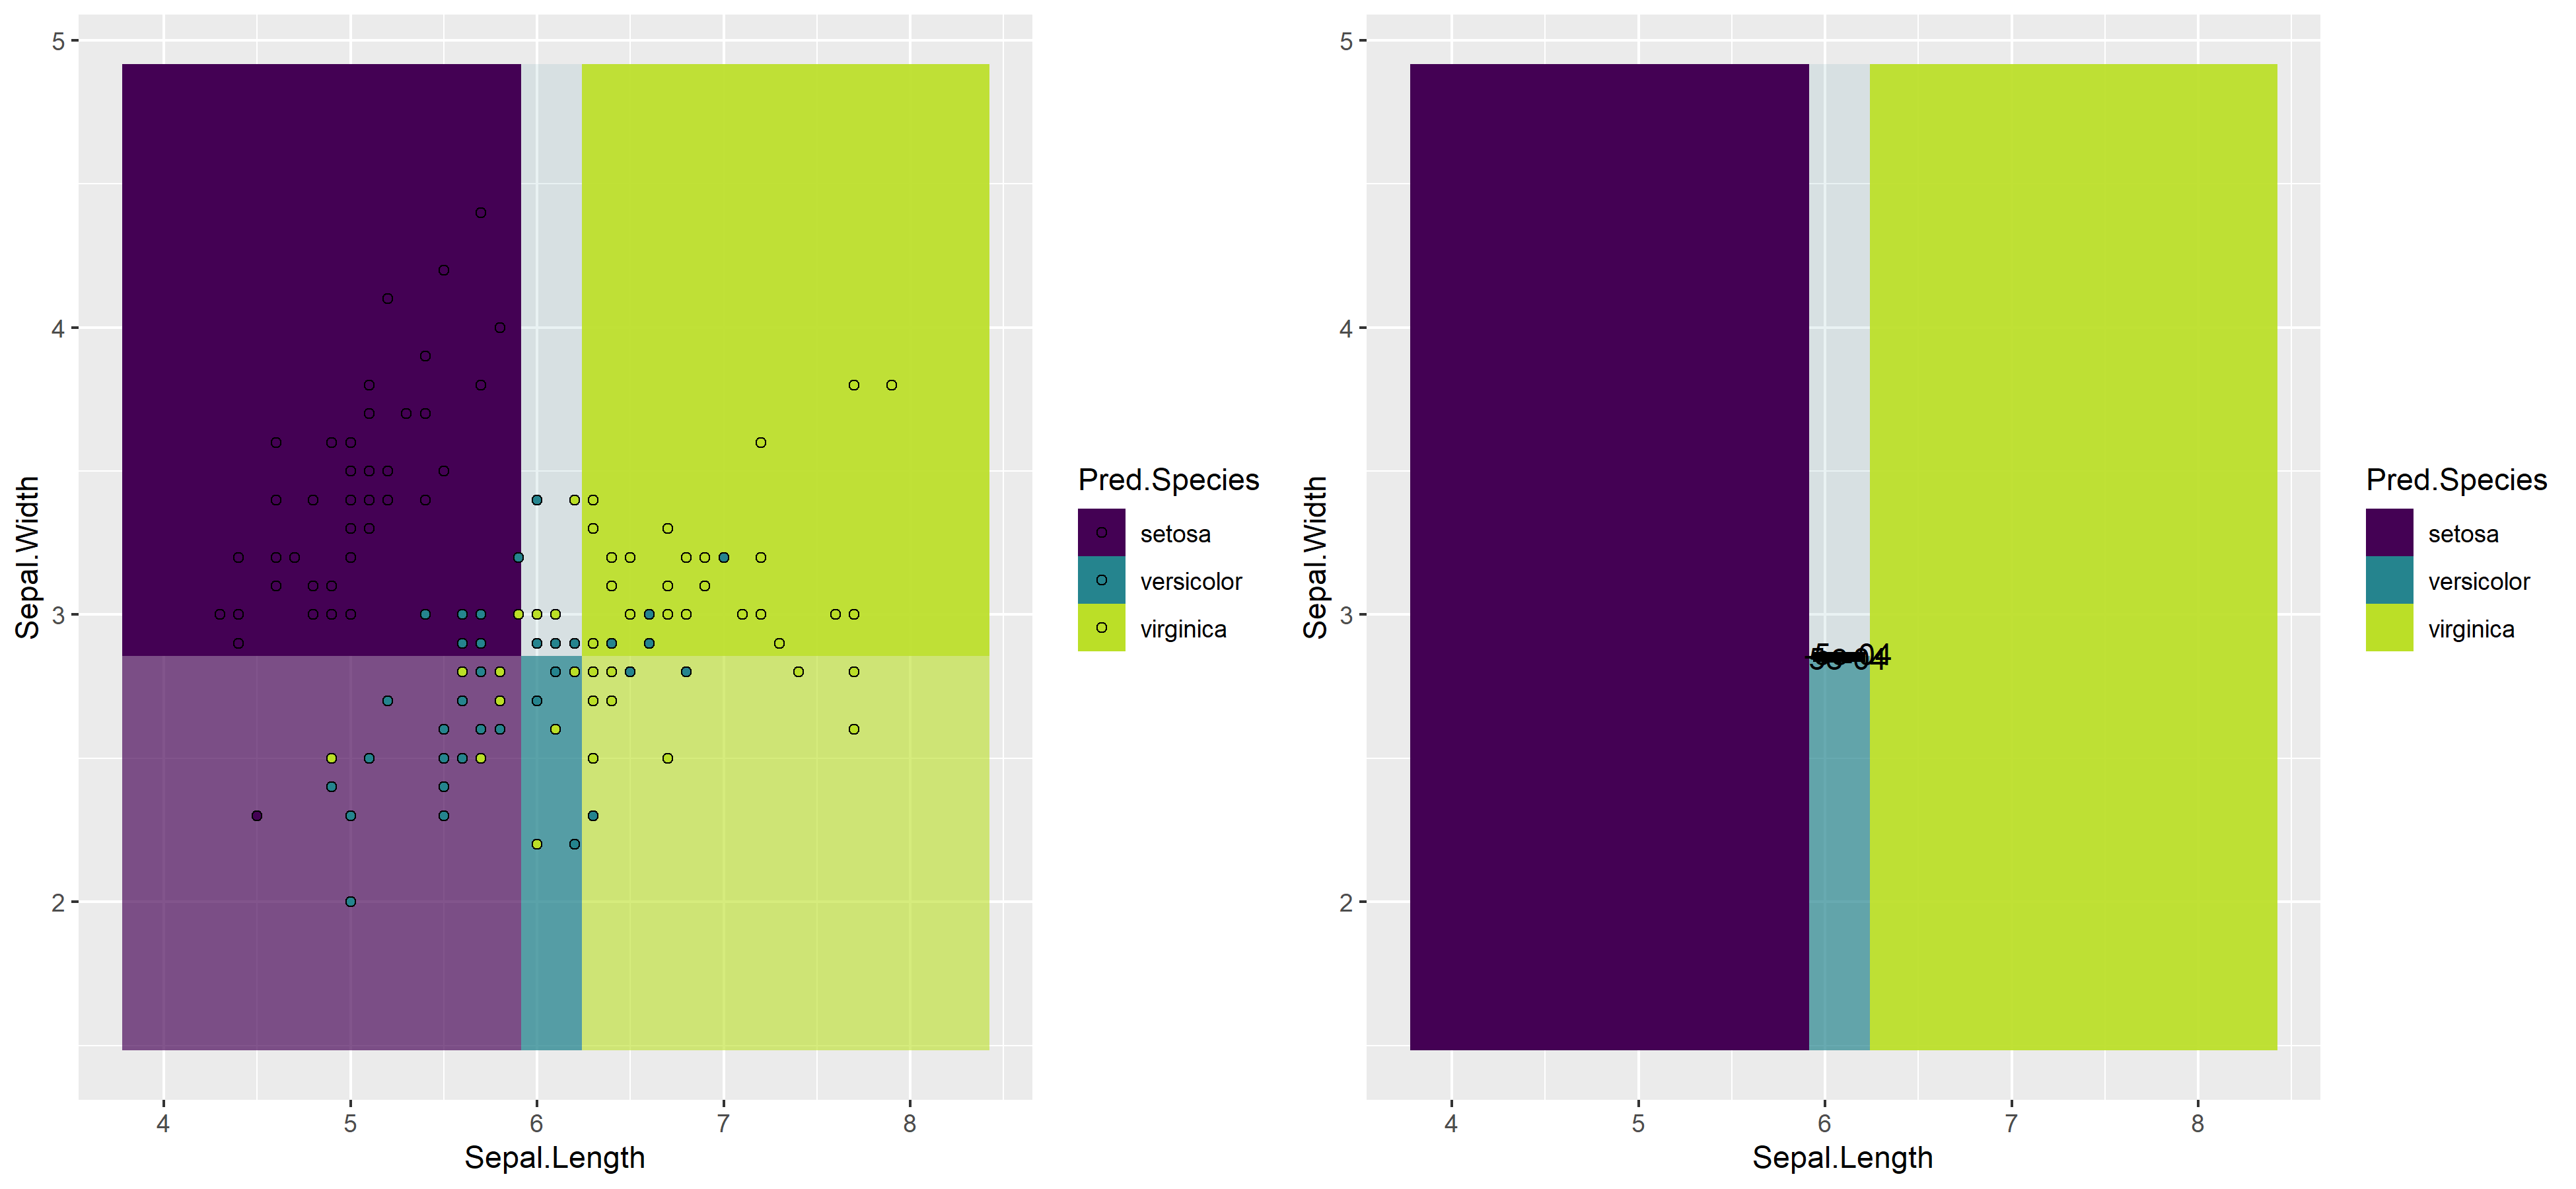 5
4
3
2
Sepal.Width
4 5 6 7 8
Sepal.Length
Pred.Species
setosa
versicolor
virginica
5
4
3
2
Sepal.Width
4 5 6 7 8
Sepal.Length
Pred.Species
setosa
versicolor
virginica